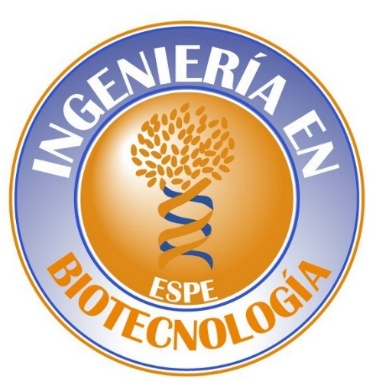 INGENIERÍA EN
ESPE
BIOTECNOLOGÍA